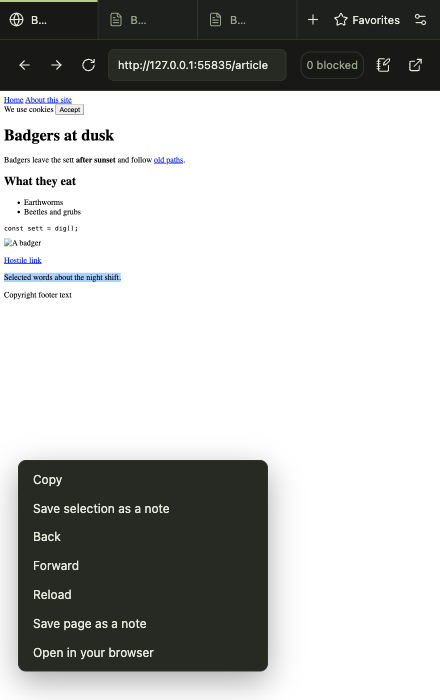 B...
B...
B...
Favorites
http://127.0.0.1:55835/article
0 blocked
Home About this site
We use cookies Accept
Badgers at dusk
Badgers leave the sett after sunset and follow old paths.
What they eat
• Earthworms
• Beetles and grubs
const sett = dig();
A badger
Hostile link
Selected words about the night shift.
Copyright footer text
Copy
Save selection as a note
Back
Forward
Reload
Save page as a note
Open in your browser